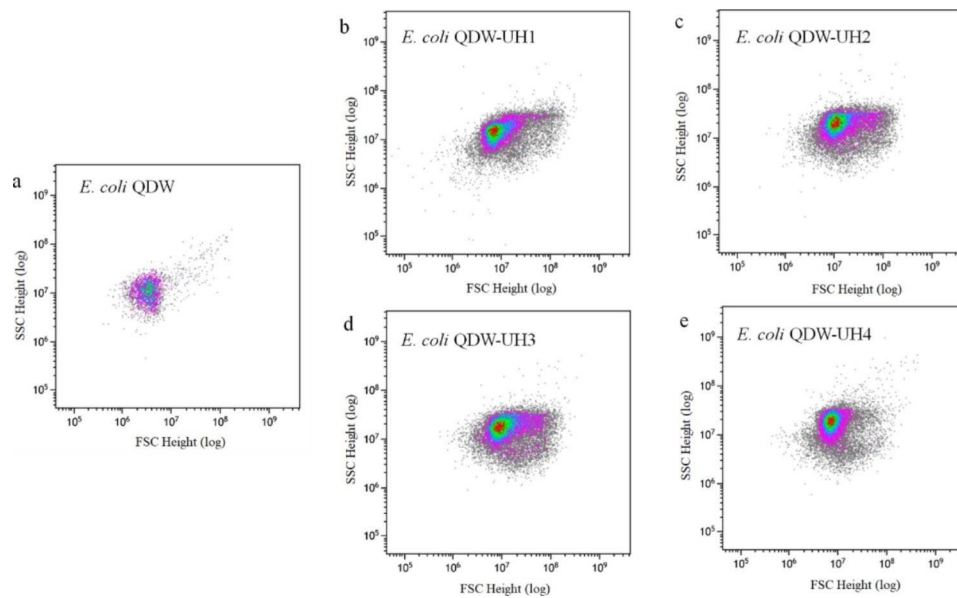 a
E. coli QDW
SSC Height (log)
10⁹
10⁸
10⁷
10⁶
10⁵
10⁵ 10⁶ 10⁷ 10⁸ 10⁹
FSC Height (log)
b
E. coli QDW-UH1
SSC Height (log)
10⁹
10⁸
10⁷
10⁶
10⁵
10⁵ 10⁶ 10⁷ 10⁸ 10⁹
FSC Height (log)
c
E. coli QDW-UH2
SSC Height (log)
10⁹
10⁸
10⁷
10⁶
10⁵
10⁵ 10⁶ 10⁷ 10⁸ 10⁹
FSC Height (log)
d
E. coli QDW-UH3
SSC Height (log)
10⁹
10⁸
10⁷
10⁶
10⁵
10⁵ 10⁶ 10⁷ 10⁸ 10⁹
FSC Height (log)
e
E. coli QDW-UH4
SSC Height (log)
10⁹
10⁸
10⁷
10⁶
10⁵
10⁵ 10⁶ 10⁷ 10⁸ 10⁹
FSC Height (log)